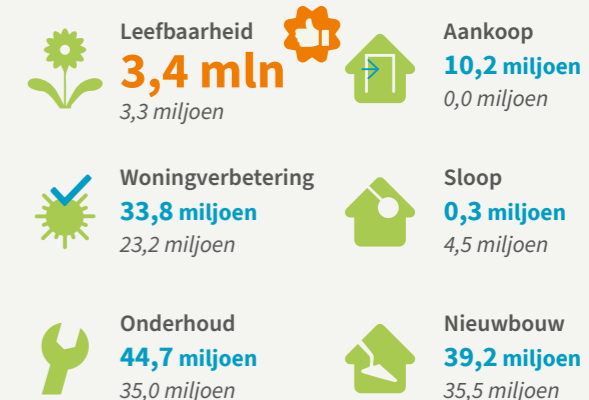 Leefbaarheid
3,4 mln
3,3 miljoen
Aankoop
10,2 miljoen
0,0 miljoen
Woningverbetering
33,8 miljoen
23,2 miljoen
Sloop
0,3 miljoen
4,5 miljoen
Onderhoud
44,7 miljoen
35,0 miljoen
Nieuwbouw
39,2 miljoen
35,5 miljoen